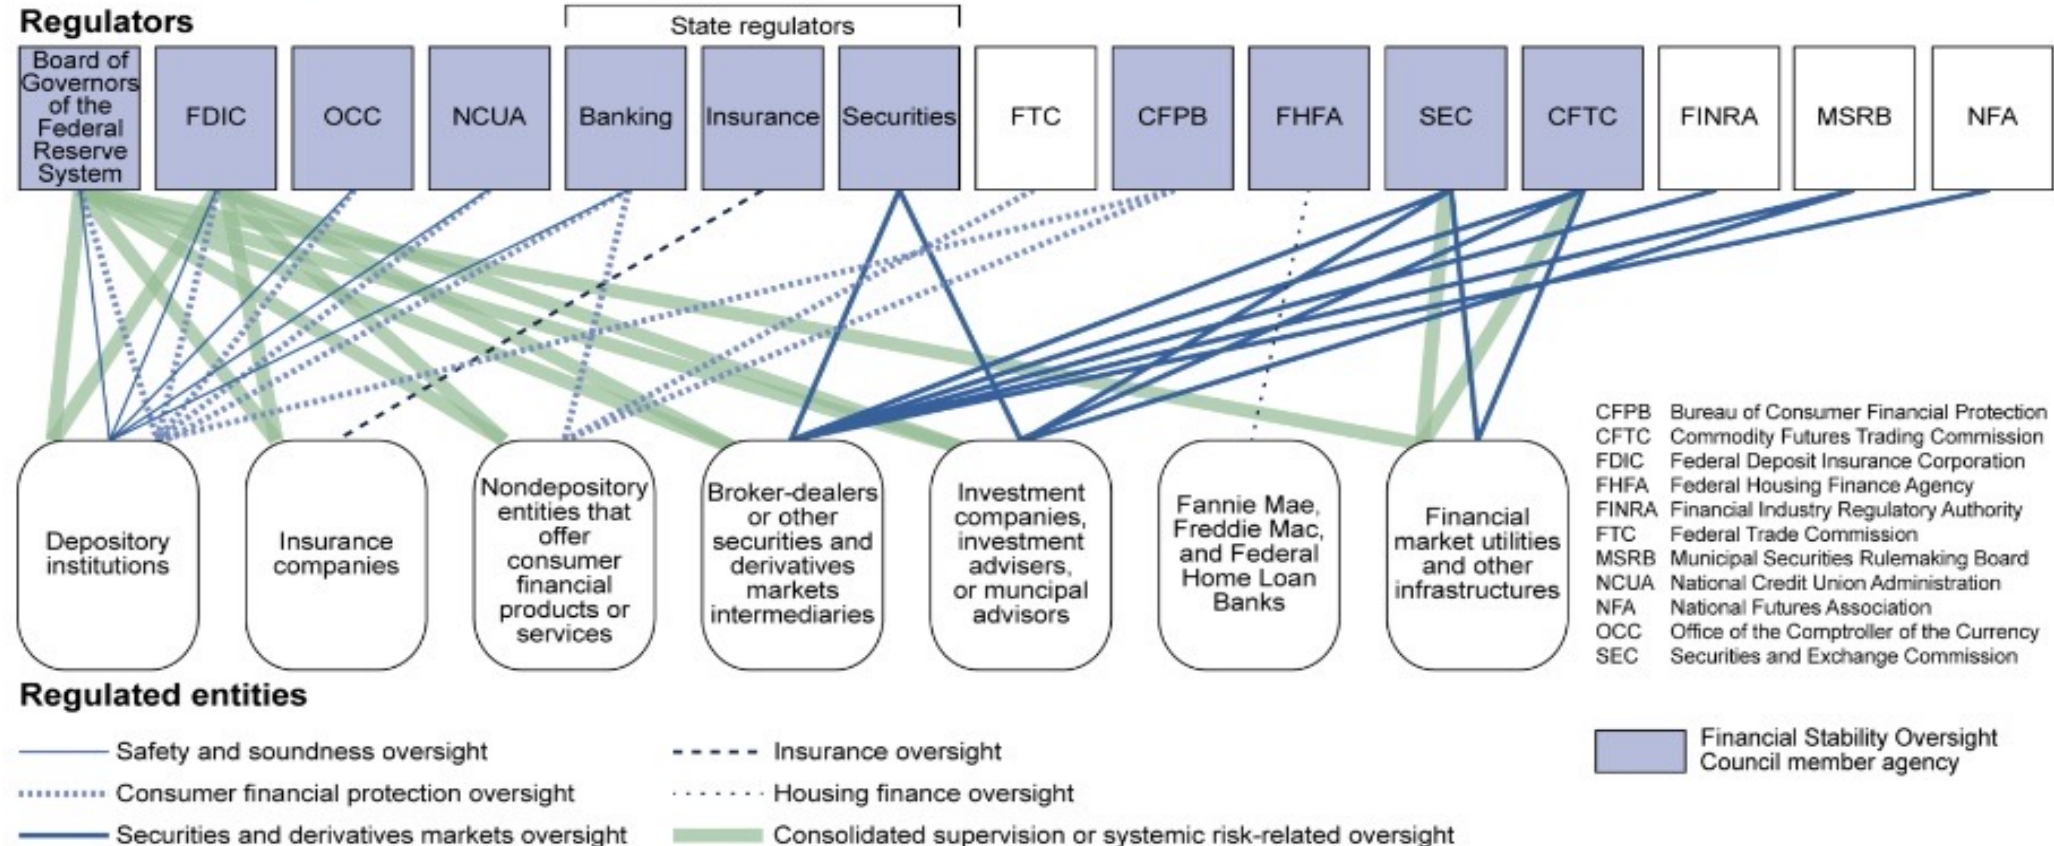 Regulators
State regulators
Board of
Governors
of the
Federal
Reserve
System
FDIC
OCC
NCUA
Banking
Insurance
Securities
FTC
CFPB
FHFA
SEC
CFTC
FINRA
MSRB
NFA
Depository
institutions
Insurance
companies
Nondepository
entities that
offer
consumer
financial
products or
services
Broker-dealers
or other
securities and
derivatives
markets
intermediaries
Investment
companies,
investment
advisers,
or muncipal
advisors
Fannie Mae,
Freddie Mac,
and Federal
Home Loan
Banks
Financial
market utilities
and other
infrastructures
CFPB Bureau of Consumer Financial Protection
CFTC Commodity Futures Trading Commission
FDIC Federal Deposit Insurance Corporation
FHFA Federal Housing Finance Agency
FINRA Financial Industry Regulatory Authority
FTC Federal Trade Commission
MSRB Municipal Securities Rulemaking Board
NCUA National Credit Union Administration
NFA National Futures Association
OCC Office of the Comptroller of the Currency
SEC Securities and Exchange Commission
Regulated entities
Safety and soundness oversight
Consumer financial protection oversight
Securities and derivatives markets oversight
Insurance oversight
Housing finance oversight
Consolidated supervision or systemic risk-related oversight
Financial Stability Oversight
Council member agency